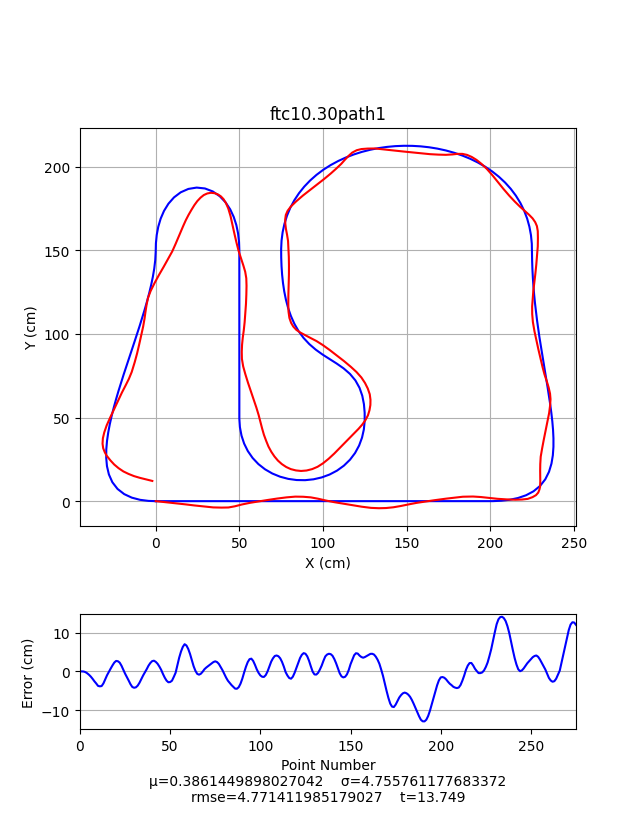 ftc10.30path1
200
150
100
50
0
Y (cm)
0 50 100 150 200 250
X (cm)
10
0
−10
Error (cm)
0 50 100 150 200 250
Point Number
μ=0.3861449898027042 σ=4.755761177683372
rmse=4.771411985179027 t=13.749